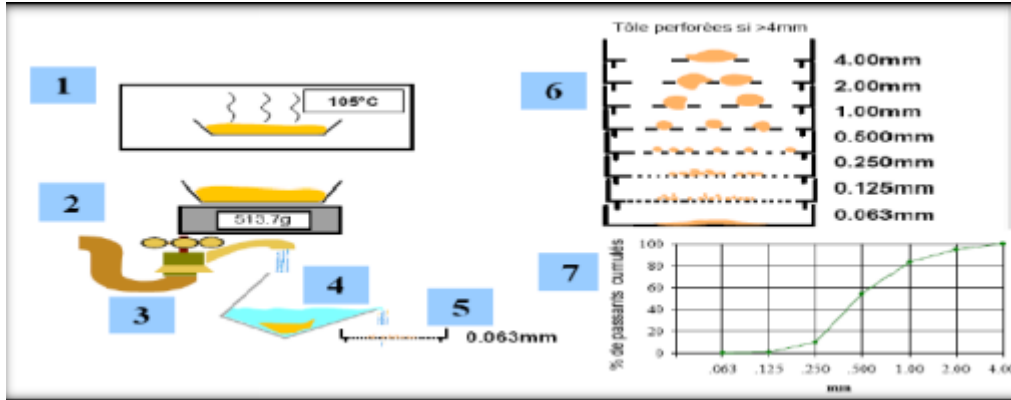 1
105°C
2
513.7g
3
4
5
0.063mm
Tôle perforées si >4mm
6
4.00mm
2.00mm
1.00mm
0.500mm
0.250mm
0.125mm
0.063mm
7
% de passants cumulés
100
80
60
40
20
0
.063 .125 .250 .500 1.00 2.00 4.00
mm